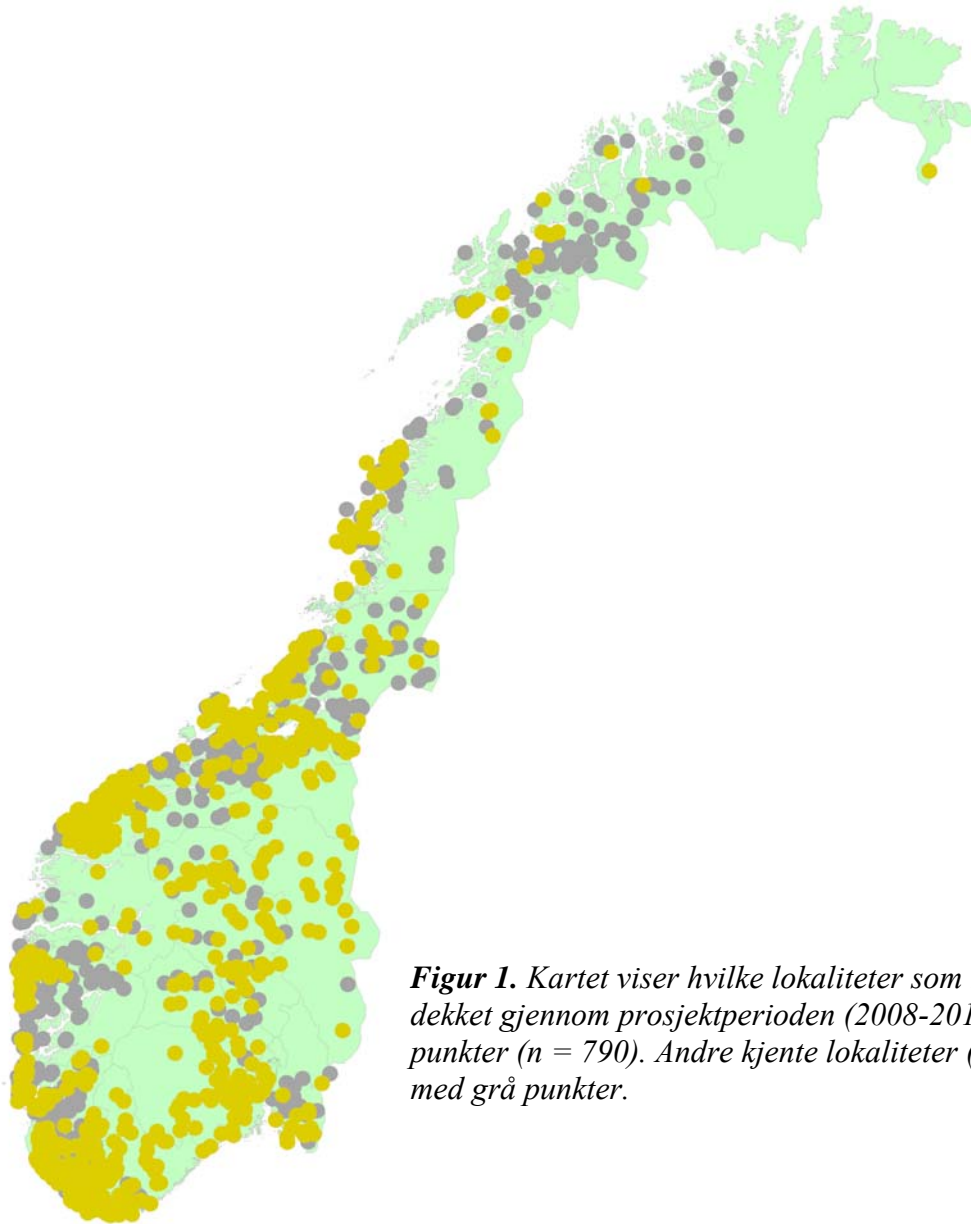 Figur 1. Kartet viser hvilke lokaliteter som
dekket gjennom prosjektperioden (2008-201
punkter (n = 790). Andre kjente lokaliteter (
med grå punkter.